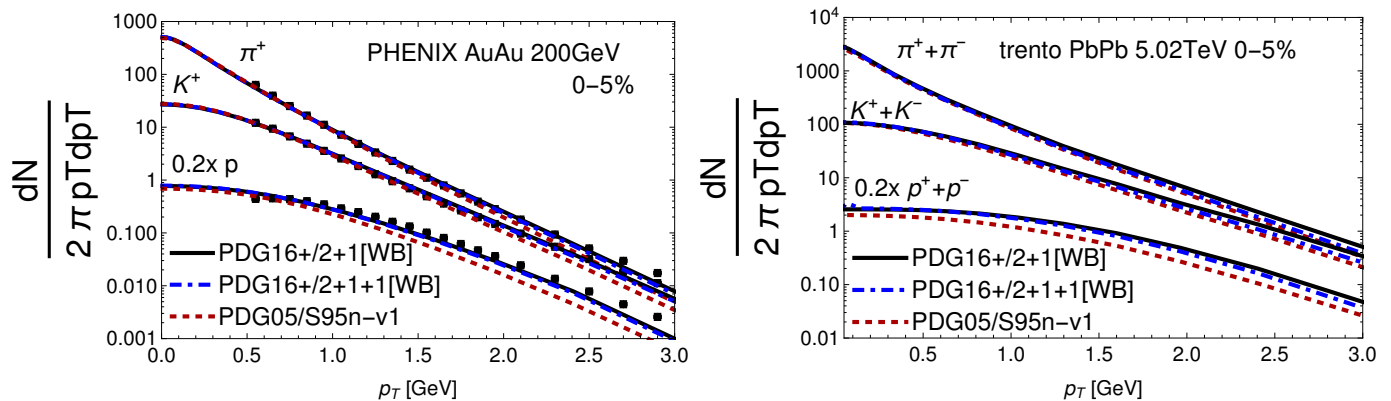 dN
2 π pTdpT
1000
100
10
1
0.100
0.010
0.001
π⁺
K⁺
0.2x p
PHENIX AuAu 200GeV
0−5%
PDG16+/2+1[WB]
PDG16+/2+1+1[WB]
PDG05/S95n−v1
0.0
0.5
1.0
1.5
2.0
2.5
3.0
p_T [GeV]
dN
2 π pTdpT
10⁴
1000
100
10
1
0.10
0.01
π⁺+π⁻
trento PbPb 5.02TeV 0−5%
K⁺+K⁻
0.2x p⁺+p⁻
PDG16+/2+1[WB]
PDG16+/2+1+1[WB]
PDG05/S95n−v1
0.5
1.0
1.5
2.0
2.5
3.0
p_T [GeV]